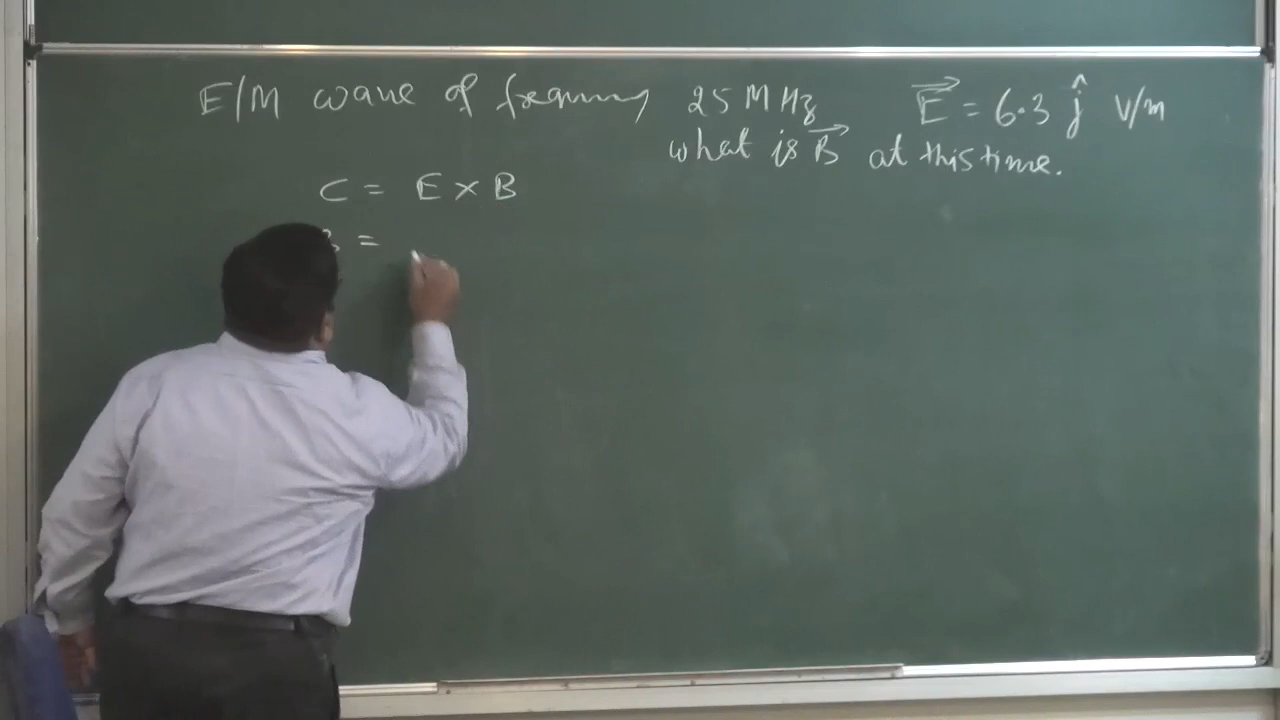 E/M wave of frequency 25 MHz E⃗ = 6.3 ĵ V/m
what is B⃗ at this time.
C = E × B
B =